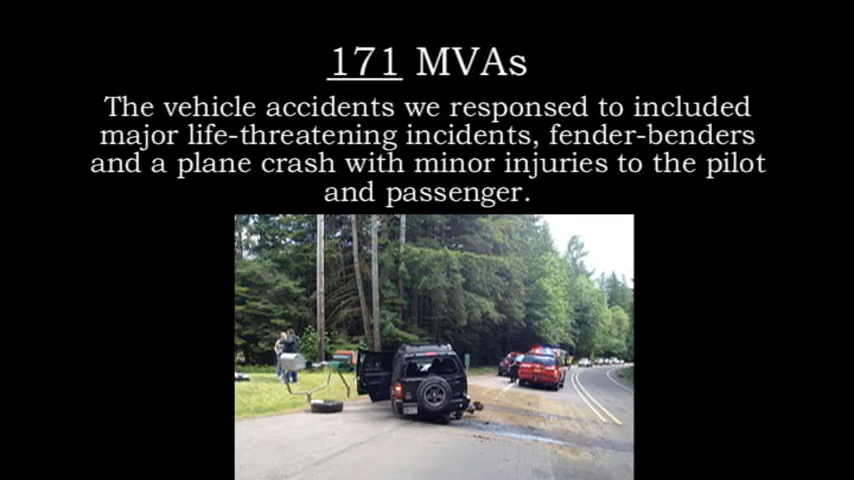 171 MVAs
The vehicle accidents we responsed to included
major life-threatening incidents, fender-benders
and a plane crash with minor injuries to the pilot
and passenger.